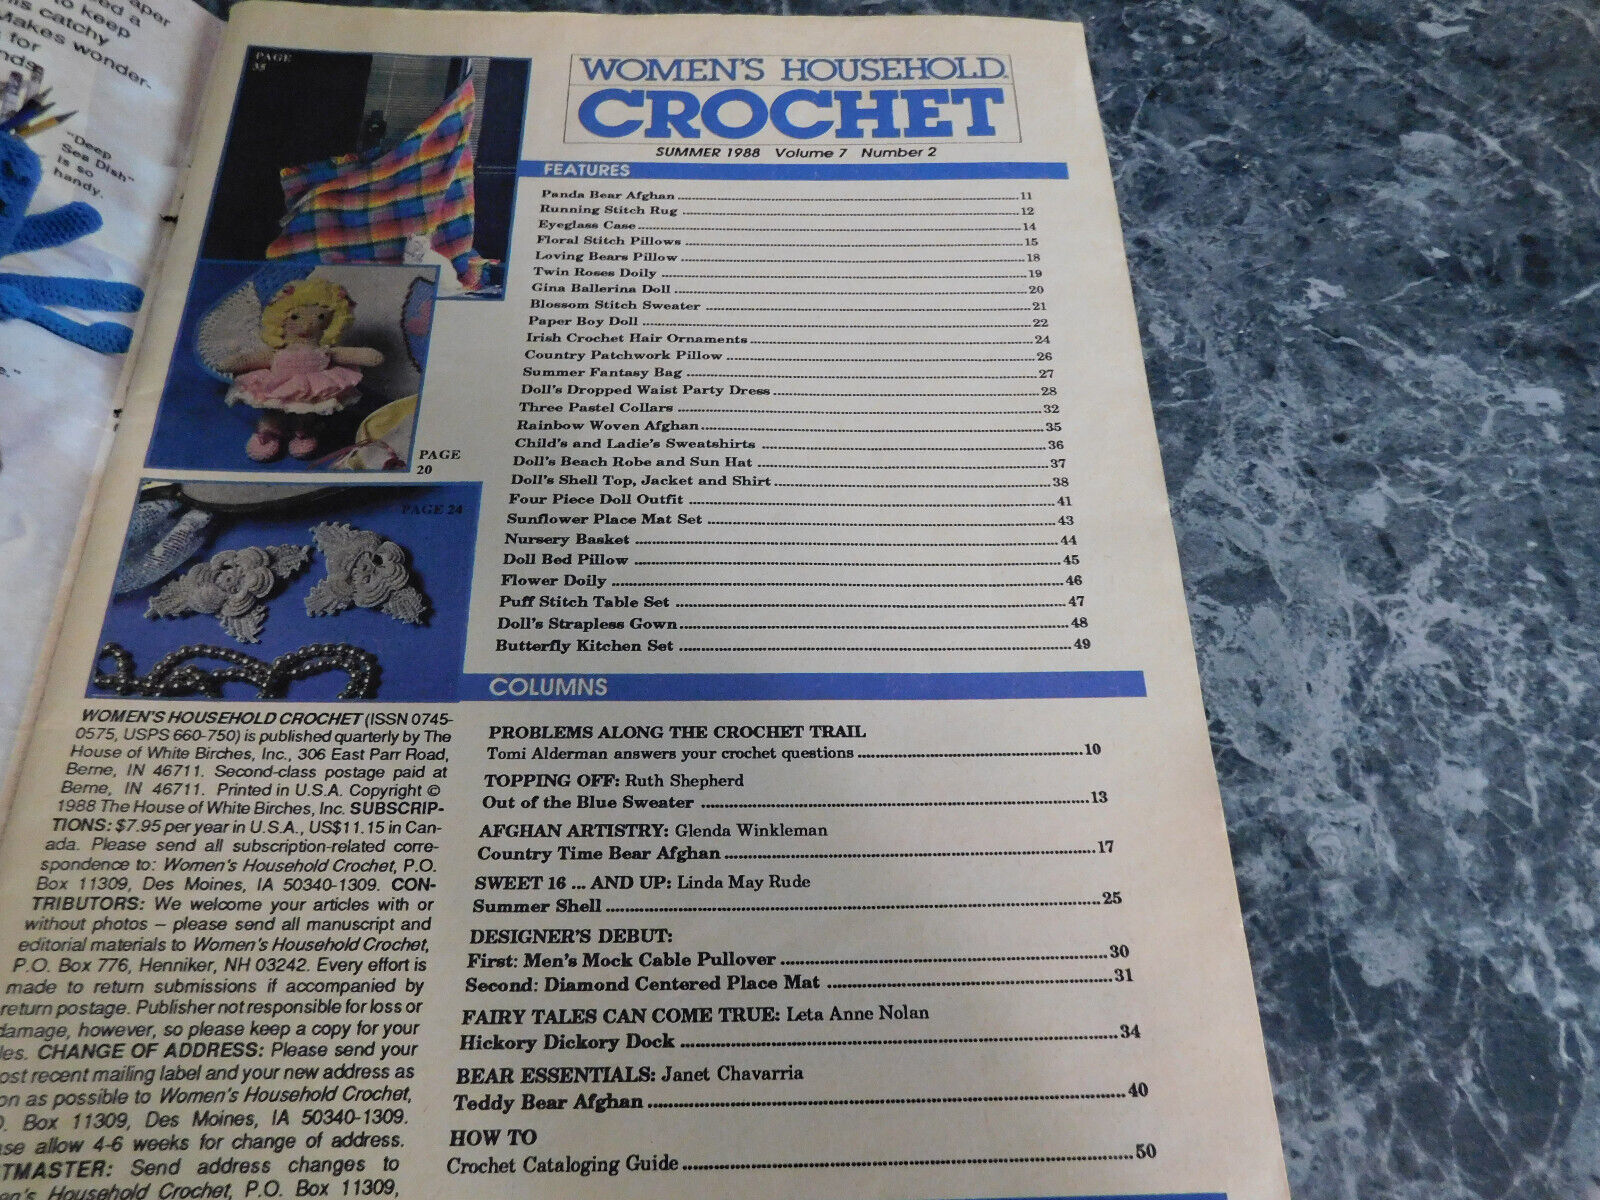 aper
ed a
to keep
is catchy
Makes wonder-
for
nds
"Deep
Sea Dish"
is so
handy.
e."
PAGE
35
PAGE
20
PAGE 24
WOMEN'S HOUSEHOLD
CROCHET
SUMMER 1988 Volume 7 Number 2
FEATURES
Panda Bear Afghan 11
Running Stitch Rug 12
Eyeglass Case 14
Floral Stitch Pillows 15
Loving Bears Pillow 18
Twin Roses Doily 19
Gina Ballerina Doll 20
Blossom Stitch Sweater 21
Paper Boy Doll 22
Irish Crochet Hair Ornaments 24
Country Patchwork Pillow 26
Summer Fantasy Bag 27
Doll's Dropped Waist Party Dress 28
Three Pastel Collars 32
Rainbow Woven Afghan 35
Child's and Ladie's Sweatshirts 36
Doll's Beach Robe and Sun Hat 37
Doll's Shell Top, Jacket and Shirt 38
Four Piece Doll Outfit 41
Sunflower Place Mat Set 43
Nursery Basket 44
Doll Bed Pillow 45
Flower Doily 46
Puff Stitch Table Set 47
Doll's Strapless Gown 48
Butterfly Kitchen Set 49
COLUMNS
PROBLEMS ALONG THE CROCHET TRAIL
Tomi Alderman answers your crochet questions 10
TOPPING OFF: Ruth Shepherd
Out of the Blue Sweater 13
AFGHAN ARTISTRY: Glenda Winkleman
Country Time Bear Afghan 17
SWEET 16 ... AND UP: Linda May Rude
Summer Shell 25
DESIGNER'S DEBUT:
First: Men's Mock Cable Pullover 30
Second: Diamond Centered Place Mat 31
FAIRY TALES CAN COME TRUE: Leta Anne Nolan
Hickory Dickory Dock 34
BEAR ESSENTIALS: Janet Chavarria
Teddy Bear Afghan 40
HOW TO
Crochet Cataloging Guide 50
WOMEN'S HOUSEHOLD CROCHET (ISSN 0745-
0575, USPS 660-750) is published quarterly by The
House of White Birches, Inc., 306 East Parr Road,
Berne, IN 46711. Second-class postage paid at
Berne, IN 46711. Printed in U.S.A. Copyright ©
1988 The House of White Birches, Inc. SUBSCRIP-
TIONS: $7.95 per year in U.S.A., US$11.15 in Can-
ada. Please send all subscription-related corre-
spondence to: Women's Household Crochet, P.O.
Box 11309, Des Moines, IA 50340-1309. CON-
TRIBUTORS: We welcome your articles with or
without photos – please send all manuscript and
editorial materials to Women's Household Crochet,
P.O. Box 776, Henniker, NH 03242. Every effort is
made to return submissions if accompanied by
return postage. Publisher not responsible for loss or
damage, however, so please keep a copy for your
les. CHANGE OF ADDRESS: Please send your
ost recent mailing label and your new address as
on as possible to Women's Household Crochet,
O. Box 11309, Des Moines, IA 50340-1309.
ase allow 4-6 weeks for change of address.
TMASTER: Send address changes to
en's Household Crochet, P.O. Box 11309,